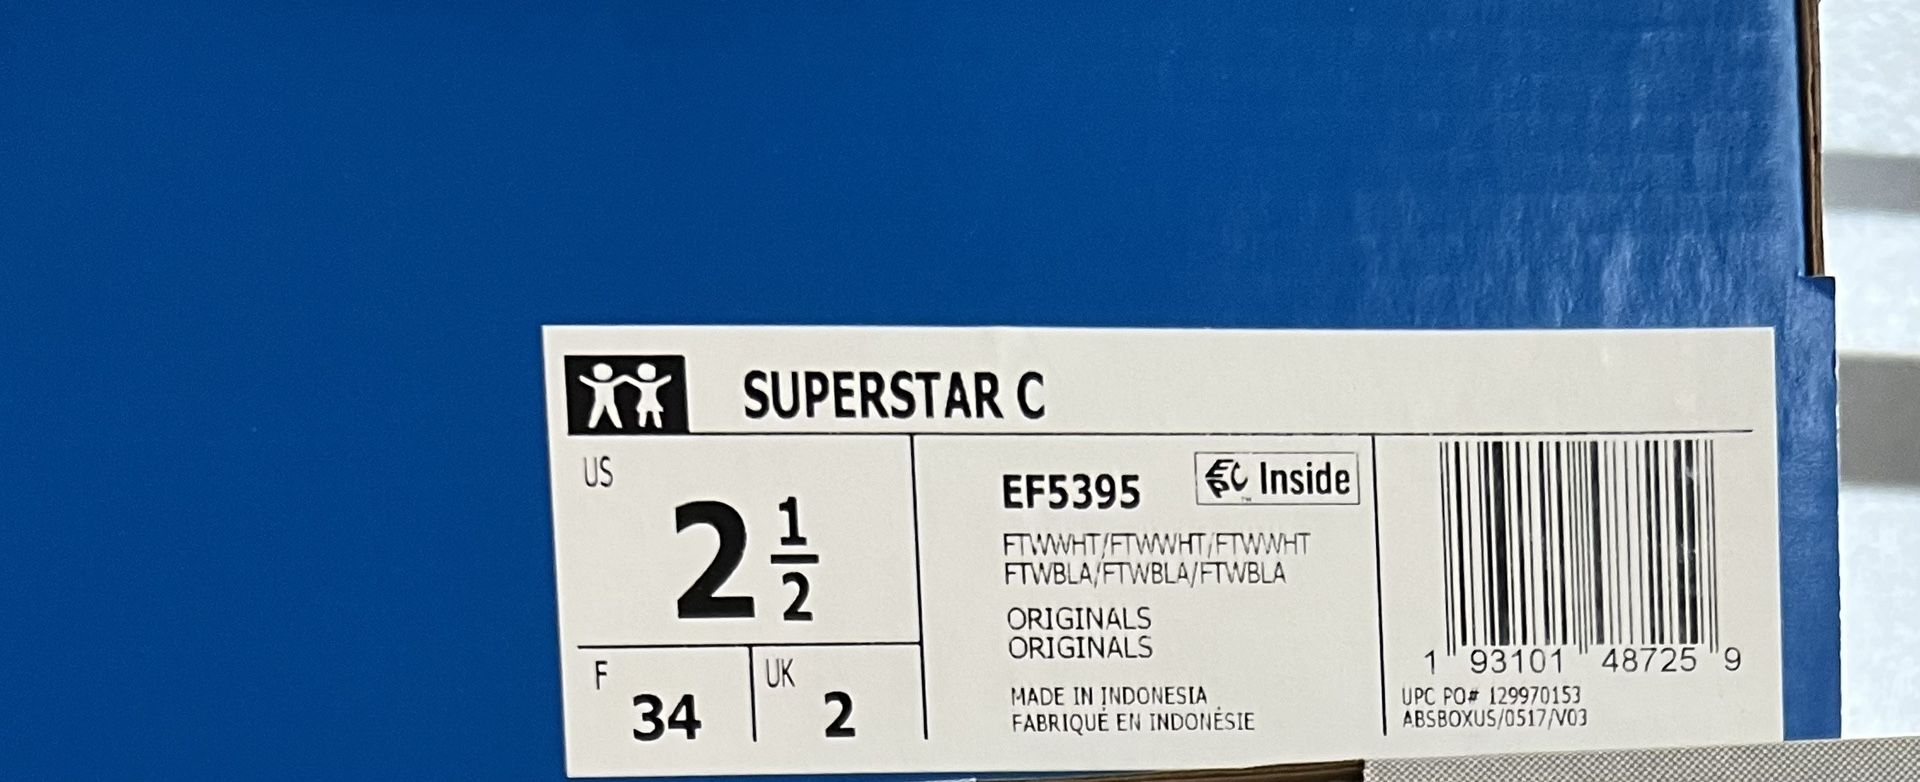 SUPERSTAR C
US
2 1/2
F
34
UK
2
EF5395
EPC Inside
FTWWHT/FTWWHT/FTWWHT
FTWBLA/FTWBLA/FTWBLA
ORIGINALS
ORIGINALS
MADE IN INDONESIA
FABRIQUÉ EN INDONÉSIE
1 93101 48725 9
UPC PO# 129970153
ABSBOXUS/0517/V03